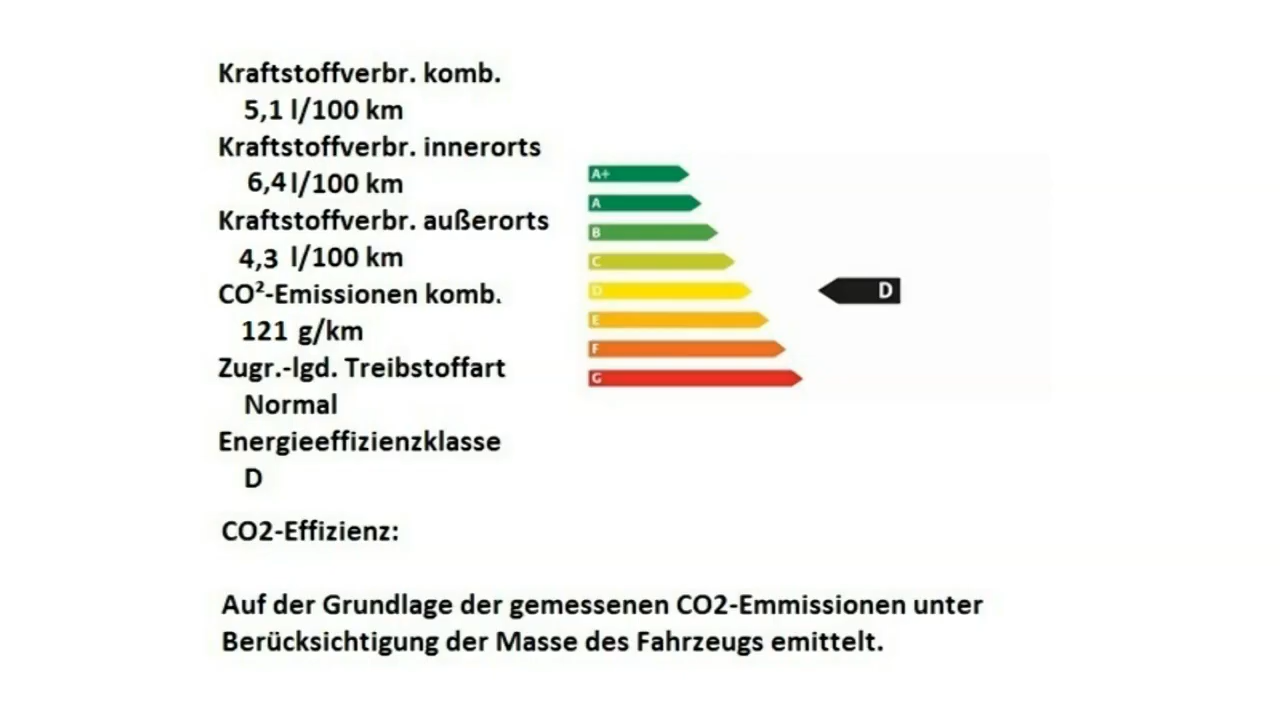 Kraftstoffverbr. komb.
5,1 l/100 km
Kraftstoffverbr. innerorts
6,4 l/100 km
Kraftstoffverbr. außerorts
4,3 l/100 km
CO²-Emissionen komb.
121 g/km
Zugr.-lgd. Treibstoffart
Normal
Energieeffizienzklasse
D
A+
A
B
C
D
D
E
F
G
CO2-Effizienz:
Auf der Grundlage der gemessenen CO2-Emmissionen unter
Berücksichtigung der Masse des Fahrzeugs emittelt.